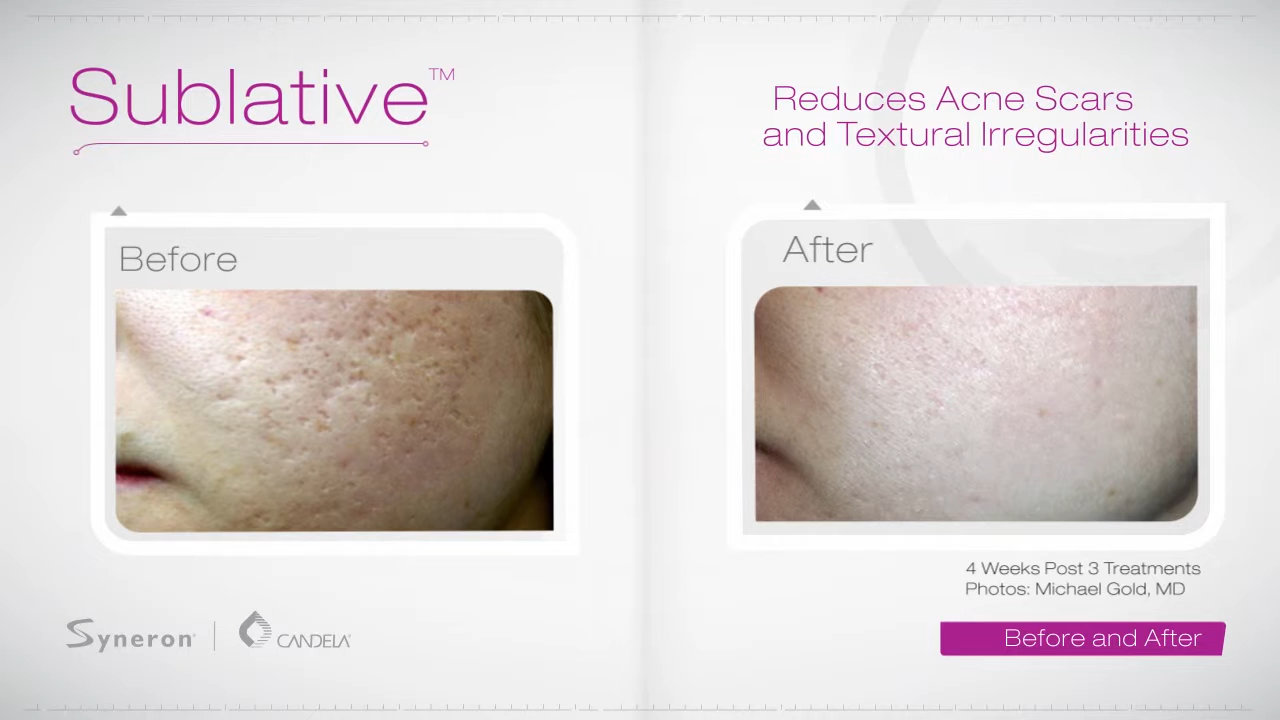 Sublative™
Reduces Acne Scars
and Textural Irregularities
Before
After
4 Weeks Post 3 Treatments
Photos: Michael Gold, MD
Syneron
CANDELA
Before and After